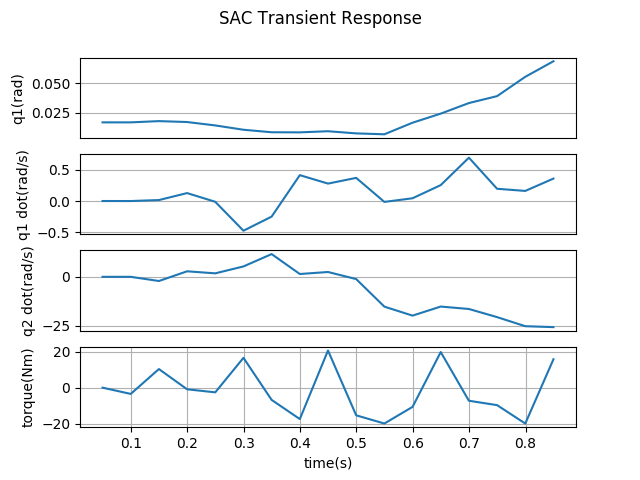 SAC Transient Response
q1(rad)
0.050
0.025
q1 dot(rad/s)
0.5
0.0
−0.5
q2 dot(rad/s)
0
−25
torque(Nm)
20
0
−20
0.1 0.2 0.3 0.4 0.5 0.6 0.7 0.8
time(s)